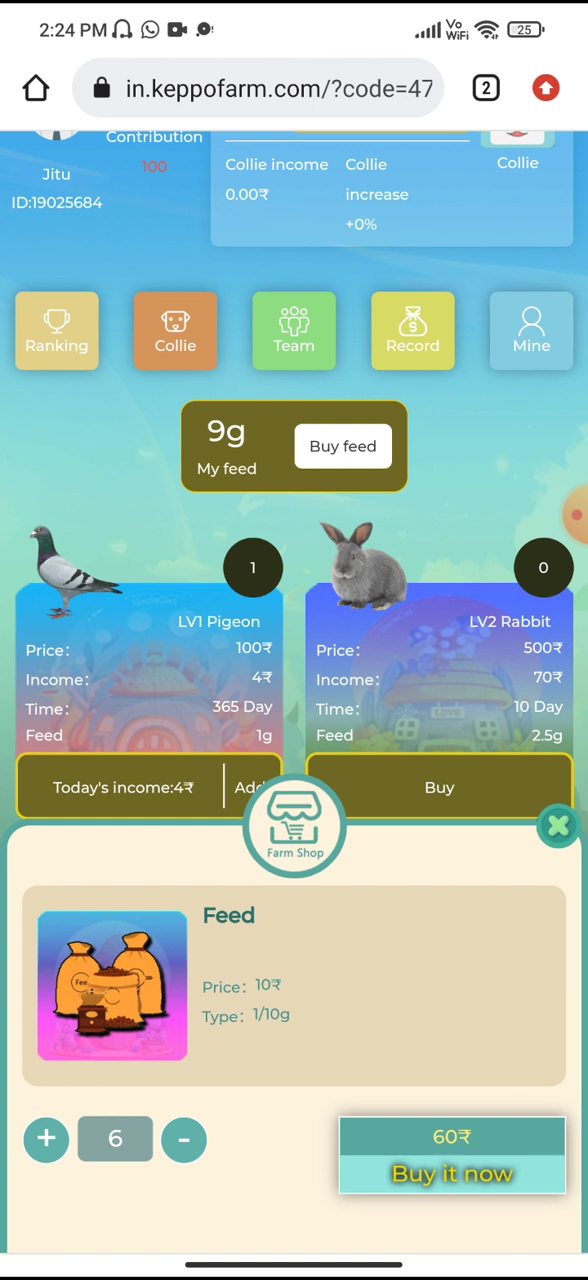 2:24 PM
Vo
WiFi
25
in.keppofarm.com/?code=47
2
Contribution
100
Jitu
ID:19025684
Collie income
0.00₹
Collie
increase
+0%
Collie
Ranking
Collie
Team
Record
Mine
9g
My feed
Buy feed
1
LV1 Pigeon
Price: 100₹
Income: 4₹
Time: 365 Day
Feed 1g
Today's income:4₹
0
LV2 Rabbit
Price: 500₹
Income: 70₹
Time: 10 Day
Feed 2.5g
LOVE
Buy
Farm Shop
Feed
Price: 10₹
Type: 1/10g
+ 6 -
60₹
Buy it now